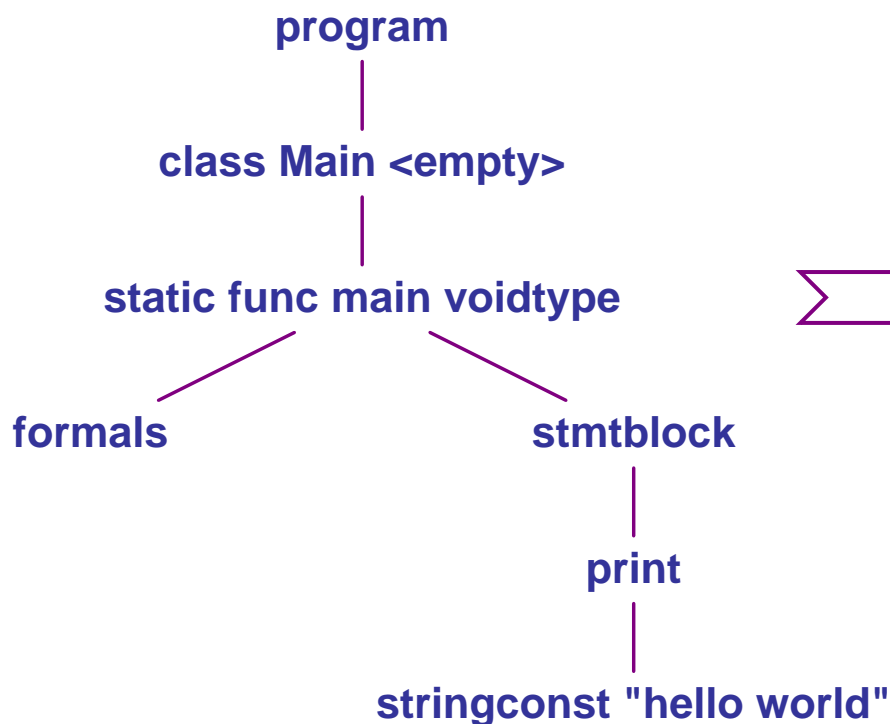 program
class Main <empty>
static func main voidtype
formals
stmtblock
print
stringconst "hello world"